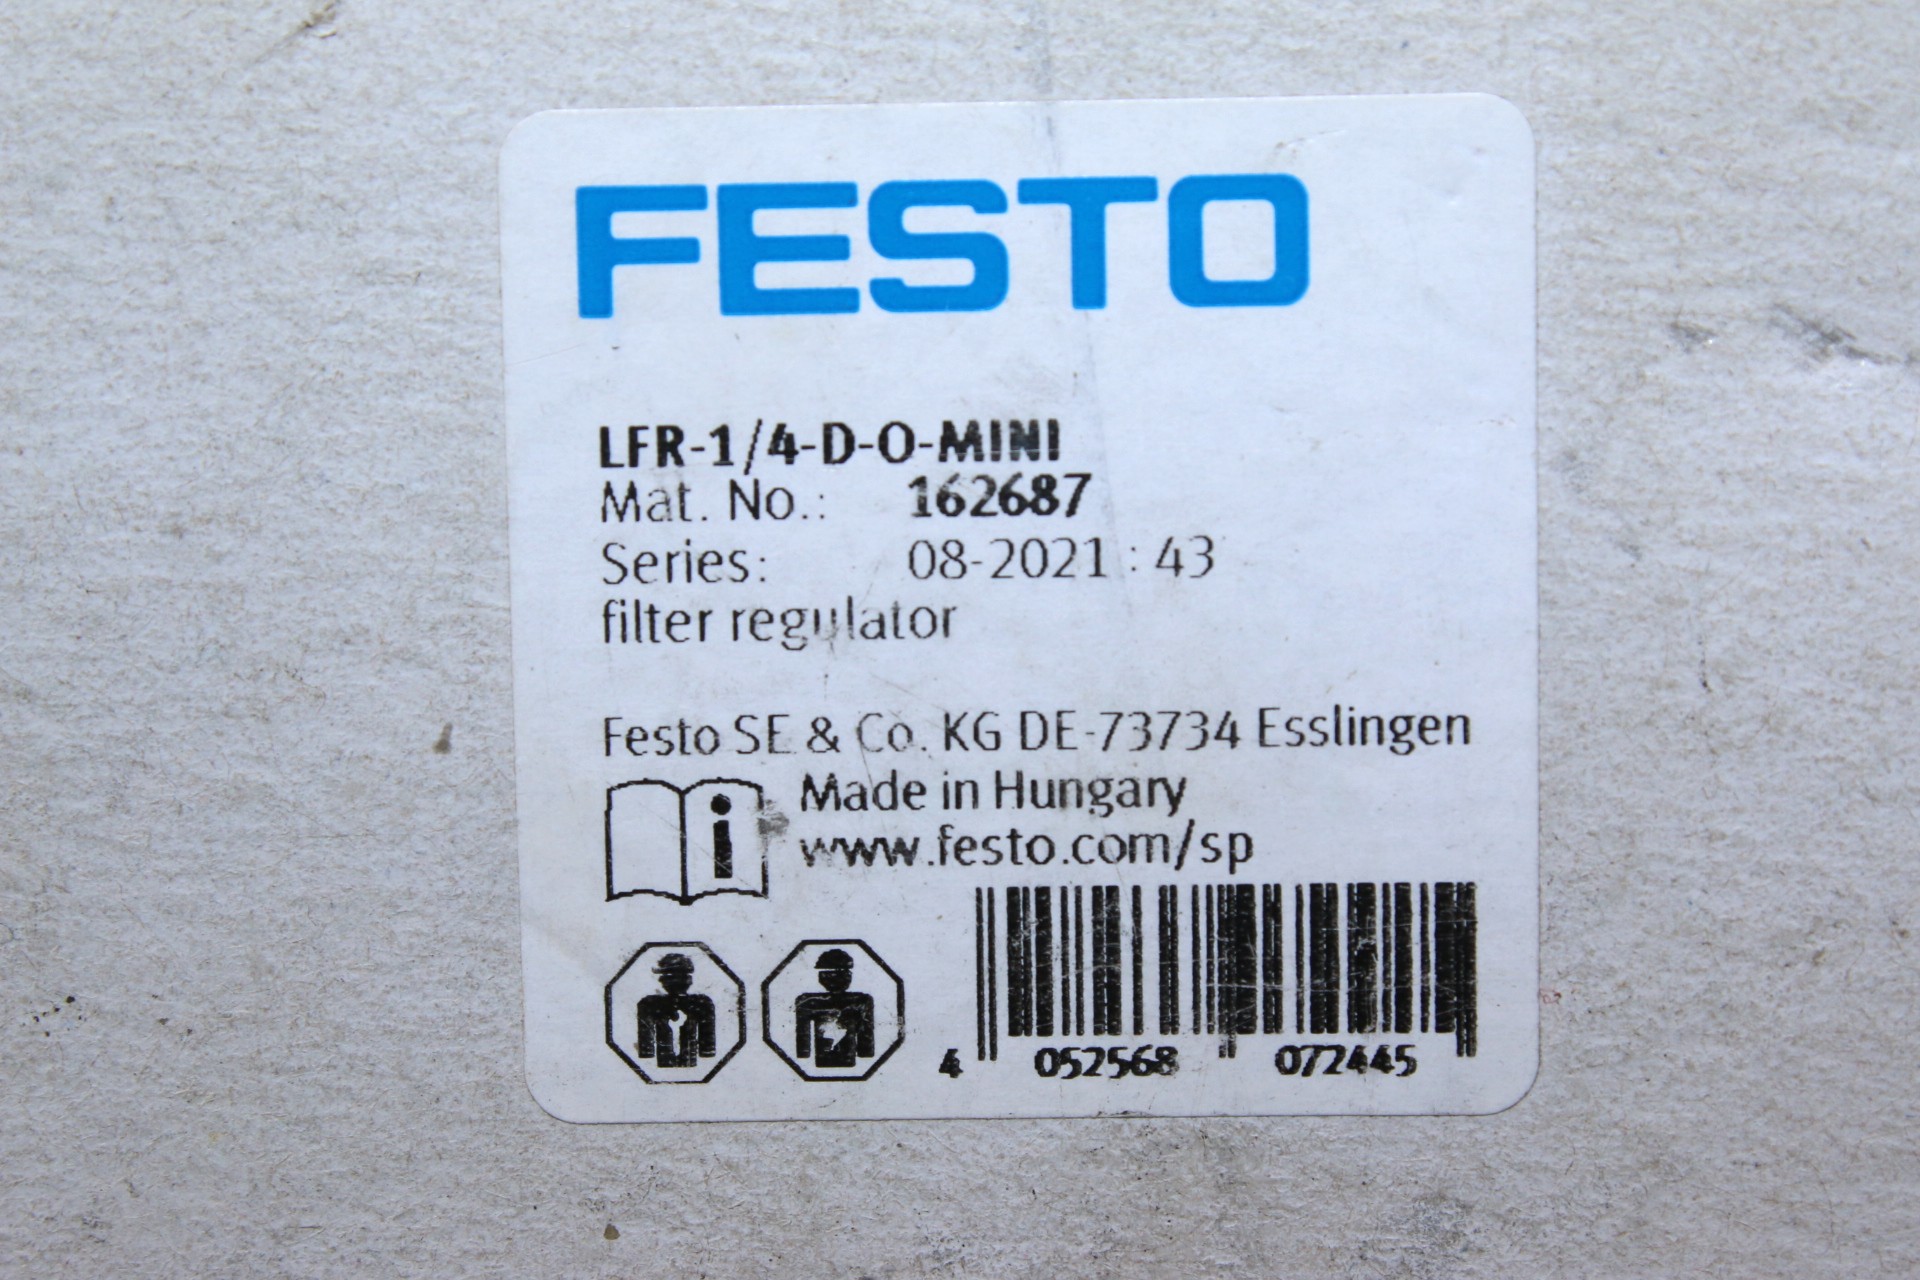 FESTO
LFR-1/4-D-O-MINI
Mat. No.: 162687
Series: 08-2021 : 43
filter regulator
Festo SE & Co. KG DE-73734 Esslingen
Made in Hungary
www.festo.com/sp
4 052568 072445